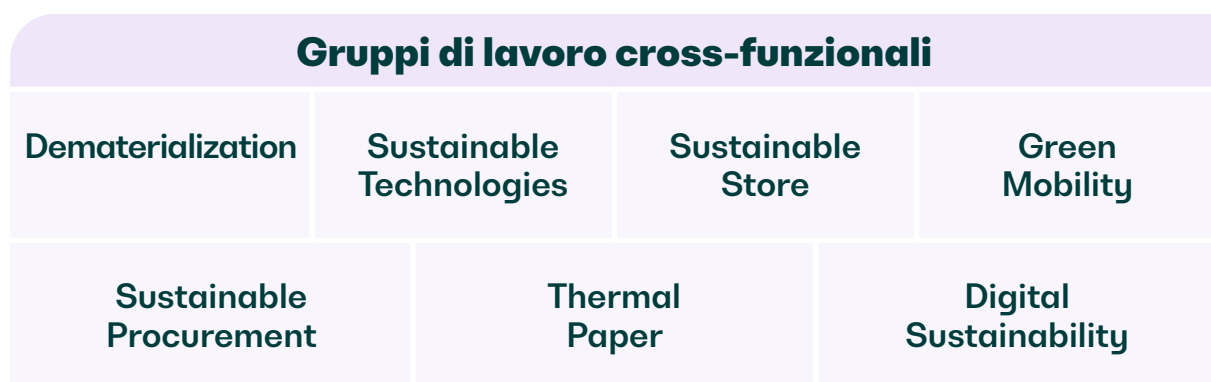 Gruppi di lavoro cross-funzionali
Dematerialization
Sustainable
Technologies
Sustainable
Store
Green
Mobility
Sustainable
Procurement
Thermal
Paper
Digital
Sustainability